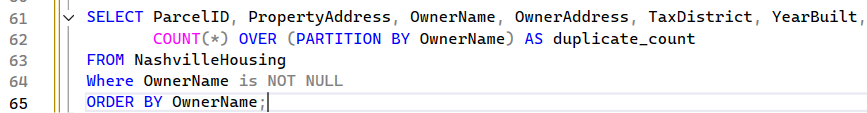 61 SELECT ParcelID, PropertyAddress, OwnerName, OwnerAddress, TaxDistrict, YearBuilt,
62 COUNT(*) OVER (PARTITION BY OwnerName) AS duplicate_count
63 FROM NashvilleHousing
64 Where OwnerName is NOT NULL
65 ORDER BY OwnerName;